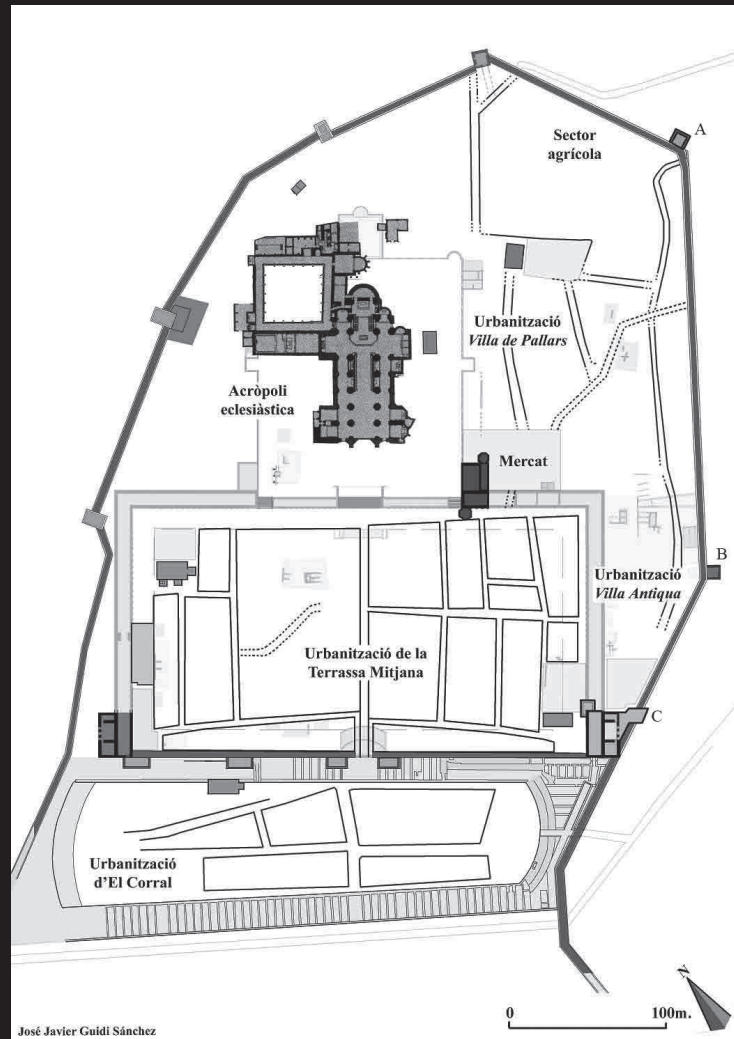 A
Sector
agrícola
Urbanització
Villa de Pallars
Acròpoli
eclesiàstica
Mercat
B
Urbanització
Villa Antiqua
Urbanització de la
Terrassa Mitjana
C
Urbanització
d'El Corral
N
0 100m.
José Javier Guidi Sánchez